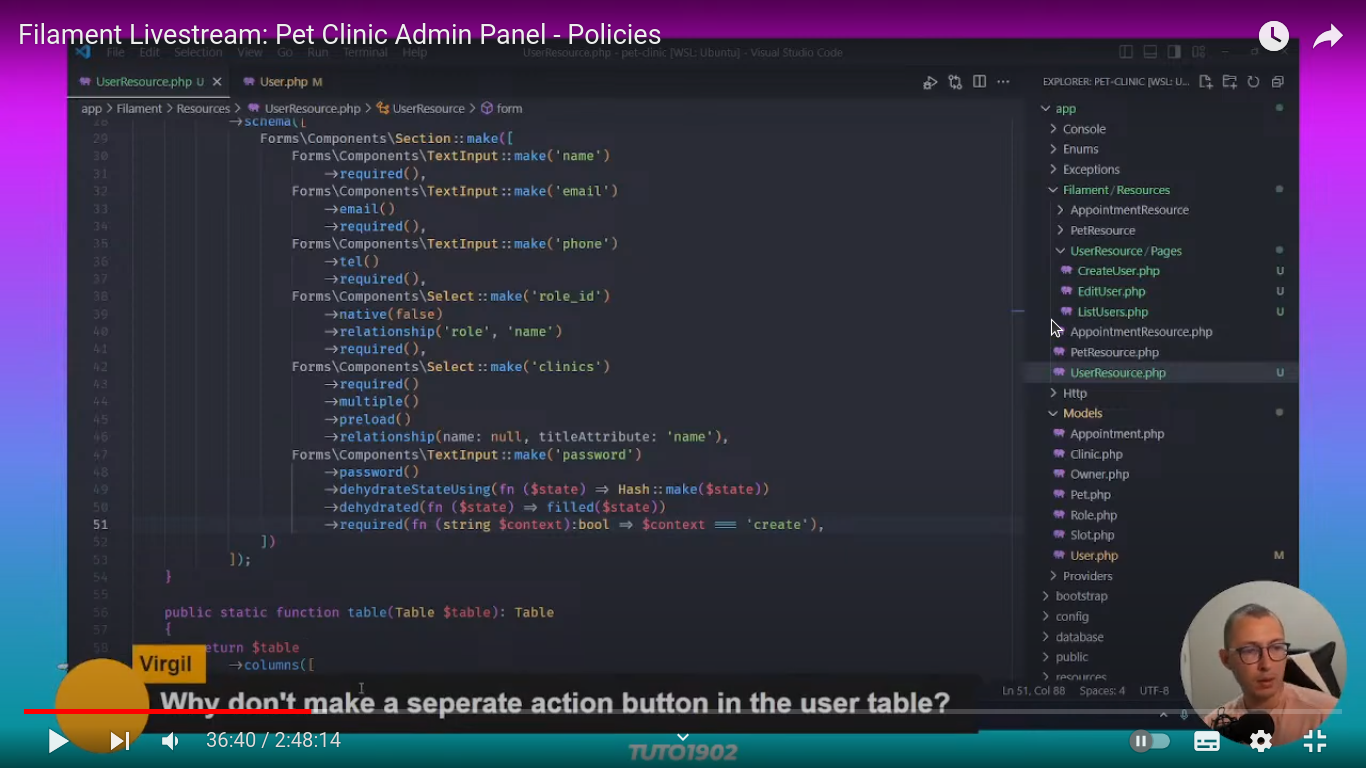 Filament Livestream: Pet Clinic Admin Panel - Policies
File Edit Selection View Go Run Terminal Help
UserResource.php - pet-clinic [WSL: Ubuntu] - Visual Studio Code
UserResource.php U
User.php M
EXPLORER: PET-CLINIC [WSL: U...
app > Filament > Resources > UserResource.php > UserResource > form
28 →schema([
29 Forms\Components\Section::make([
30 Forms\Components\TextInput::make('name')
31 →required(),
32 Forms\Components\TextInput::make('email')
33 →email()
34 →required(),
35 Forms\Components\TextInput::make('phone')
36 →tel()
37 →required(),
38 Forms\Components\Select::make('role_id')
39 →native(false)
40 →relationship('role', 'name')
41 →required(),
42 Forms\Components\Select::make('clinics')
43 →required()
44 →multiple()
45 →preload()
46 →relationship(name: null, titleAttribute: 'name'),
47 Forms\Components\TextInput::make('password')
48 →password()
49 →dehydrateStateUsing(fn ($state) ⇒ Hash::make($state))
50 →dehydrated(fn ($state) ⇒ filled($state))
51 →required(fn (string $context):bool ⇒ $context === 'create'),
52 ])
53 ]);
54 }
55
56 public static function table(Table $table): Table
57 {
58 eturn $table
→columns([
app
Console
Enums
Exceptions
Filament / Resources
AppointmentResource
PetResource
UserResource / Pages
CreateUser.php U
EditUser.php U
ListUsers.php U
AppointmentResource.php
PetResource.php
UserResource.php U
Http
Models
Appointment.php
Clinic.php
Owner.php
Pet.php
Role.php
Slot.php
User.php M
Providers
bootstrap
config
database
public
resources
Virgil
Why don't make a seperate action button in the user table?
Ln 51, Col 88 Spaces: 4 UTF-8
36:40 / 2:48:14
TUTO1902